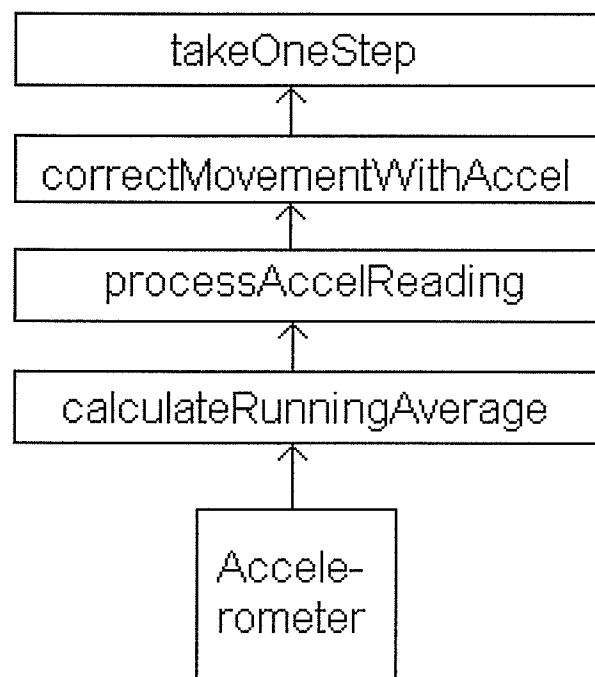 takeOneStep
correctMovementWithAccel
processAccelReading
calculateRunningAverage
Accele-
rometer